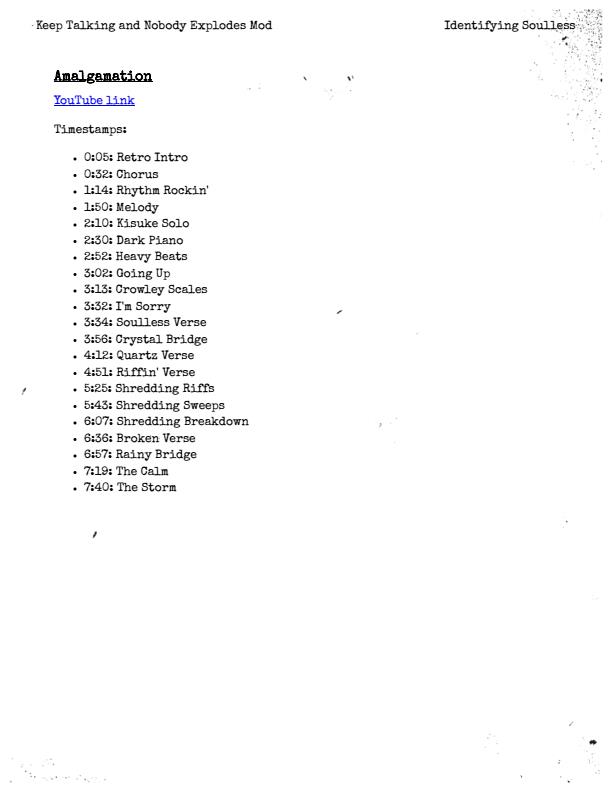 Keep Talking and Nobody Explodes Mod
Identifying Soulless
Amalgamation
YouTube link
Timestamps:
• 0:05: Retro Intro
• 0:32: Chorus
• 1:14: Rhythm Rockin'
• 1:50: Melody
• 2:10: Kisuke Solo
• 2:30: Dark Piano
• 2:52: Heavy Beats
• 3:02: Going Up
• 3:13: Crowley Scales
• 3:32: I'm Sorry
• 3:34: Soulless Verse
• 3:56: Crystal Bridge
• 4:12: Quartz Verse
• 4:51: Riffin' Verse
• 5:25: Shredding Riffs
• 5:43: Shredding Sweeps
• 6:07: Shredding Breakdown
• 6:36: Broken Verse
• 6:57: Rainy Bridge
• 7:19: The Calm
• 7:40: The Storm